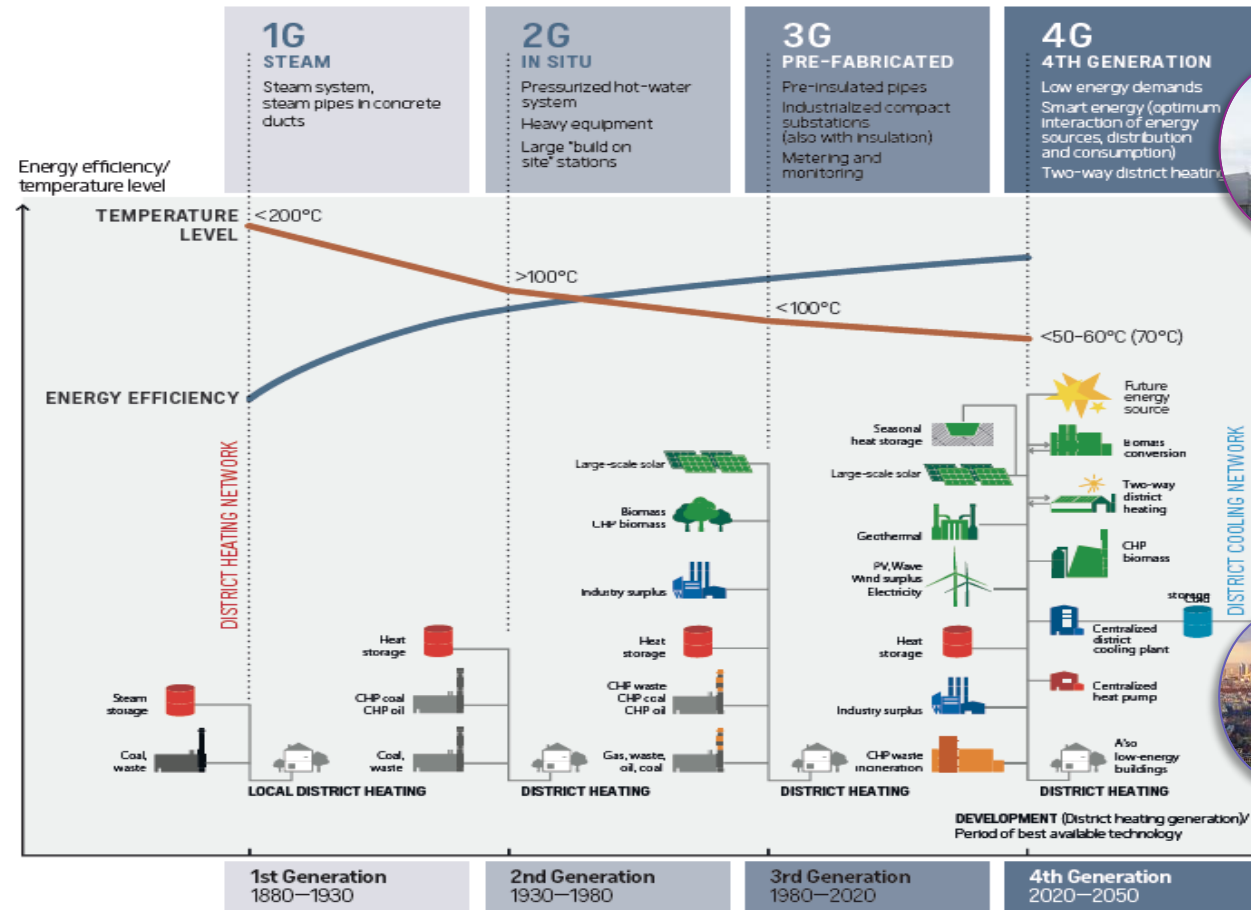 1G
STEAM
Steam system,
steam pipes in concrete
ducts
2G
IN SITU
Pressurized hot-water
system
Heavy equipment
Large "build on
site" stations
3G
PRE-FABRICATED
Pre-insulated pipes
Industrialized compact
substations
(also with insulation)
Metering and
monitoring
4G
4TH GENERATION
Low energy demands
Smart energy (optimum
interaction of energy
sources, distribution
and consumption)
Two-way district heating
Energy efficiency/
temperature level
TEMPERATURE
LEVEL
<200°C
>100°C
<100°C
<50-60°C (70°C)
ENERGY EFFICIENCY
DISTRICT HEATING NETWORK
Steam
storage
Coal,
waste
LOCAL DISTRICT HEATING
Heat
storage
CHP coal
CHP oil
Coal,
waste
DISTRICT HEATING
Large-scale solar
Biomass
CHP biomass
Industry surplus
Heat
storage
CHP waste
CHP coal
CHP oil
Gas, waste,
oil, coal
DISTRICT HEATING
Seasonal
heat storage
Large-scale solar
Geothermal
PV, Wave
Wind surplus
Electricity
Heat
storage
Industry surplus
CHP waste
incineration
Future
energy
source
Biomass
conversion
Two-way
district
heating
CHP
biomass
Centralized
district
cooling plant
storage
Cold
Centralized
heat pump
Also
low-energy
buildings
DISTRICT HEATING
DISTRICT COOLING NETWORK
DEVELOPMENT (District heating generation)/
Period of best available technology
1st Generation
1880—1930
2nd Generation
1930—1980
3rd Generation
1980—2020
4th Generation
2020—2050